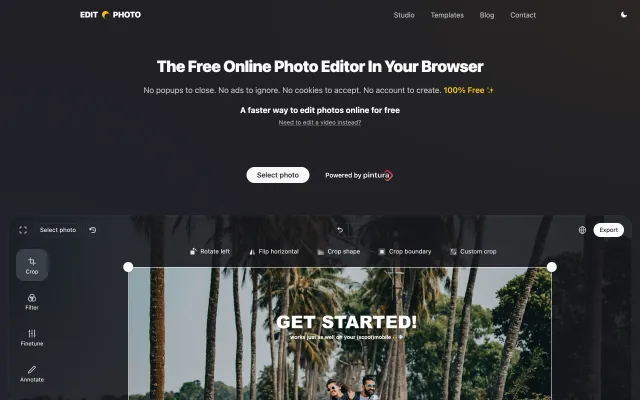 EDIT PHOTO
Studio Templates Blog Contact
The Free Online Photo Editor In Your Browser
No popups to close. No ads to ignore. No cookies to accept. No account to create. 100% Free ✨
A faster way to edit photos online for free
Need to edit a video instead?
Select photo Powered by pintura
Select photo Export
Rotate left Flip horizontal Crop shape Crop boundary Custom crop
Crop
Filter
Finetune
Annotate
GET STARTED!
works just as well on your (scoot)mobile